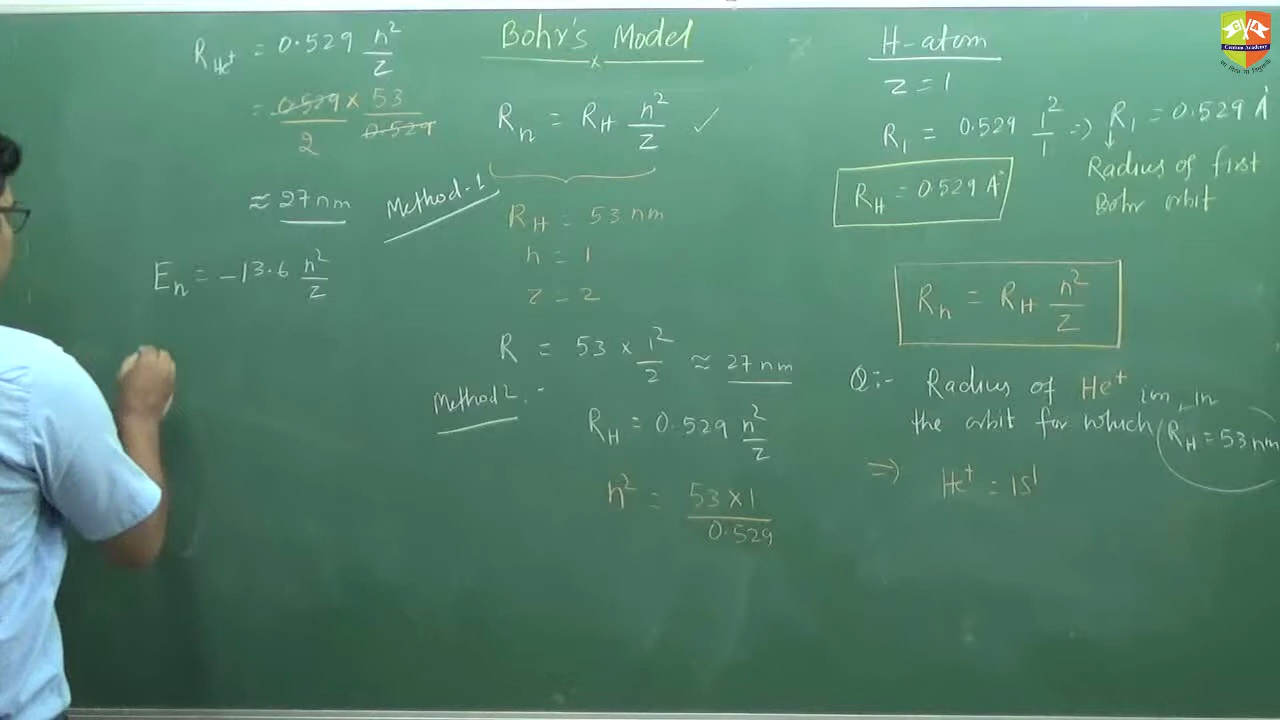 Bohr's Model
R_He+ = 0.529 n²/Z
= 0.529/2 × 53/0.529
≈ 27 nm
E_n = -13.6 n²/Z
R_n = R_H n²/Z ✓
Method-1
R_H = 53 nm
n = 1
Z = 2
R = 53 × 1²/2 ≈ 27 nm
Method 2 :-
R_H = 0.529 n²/Z
n² = 53×1/0.529
H-atom
Z = 1
R_1 = 0.529 1²/1 => R_1 = 0.529 A°
Radius of first
Bohr orbit
R_H = 0.529 A°
R_n = R_H n²/Z
Q:- Radius of He+ ion, in
the orbit for which R_H = 53 nm
=> He+ = 1S¹
Centum Academy